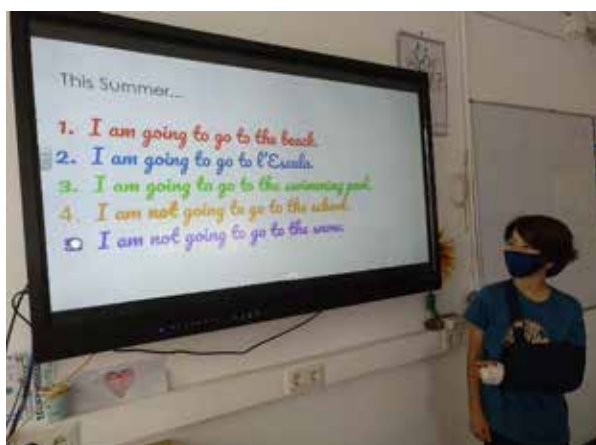 This Summer...
1. I am going to go to the beach.
2. I am going to go to l'Escala.
3. I am going to go to the swimming pool.
4. I am not going to go to the school.
5. I am not going to go to the snow.